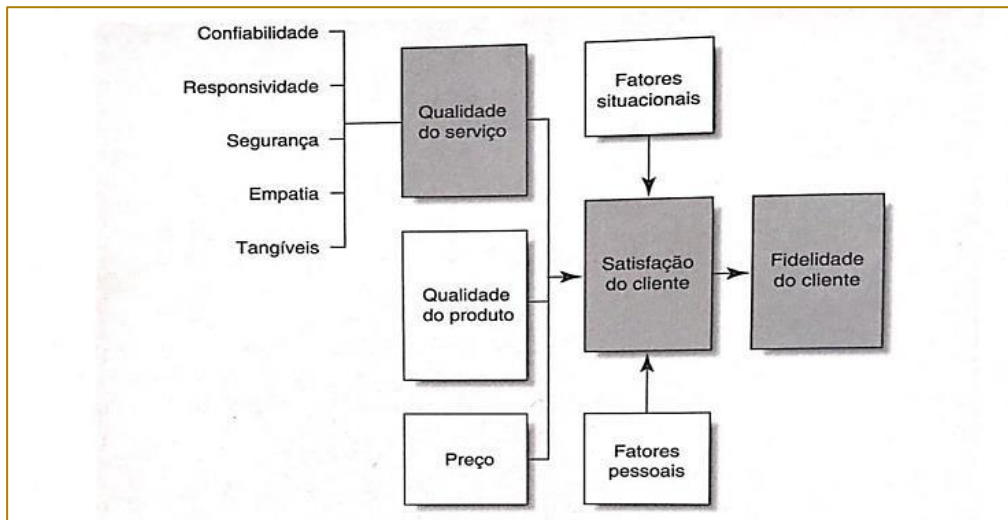 Confiabilidade
Responsividade
Segurança
Empatia
Tangíveis
Qualidade
do serviço
Qualidade
do produto
Preço
Fatores
situacionais
Satisfação
do cliente
Fatores
pessoais
Fidelidade
do cliente